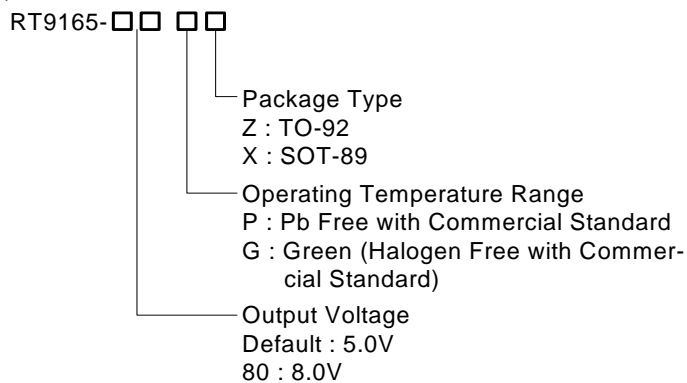 RT9165-
Package Type
Z : TO-92
X : SOT-89
Operating Temperature Range
P : Pb Free with Commercial Standard
G : Green (Halogen Free with Commer-
cial Standard)
Output Voltage
Default : 5.0V
80 : 8.0V